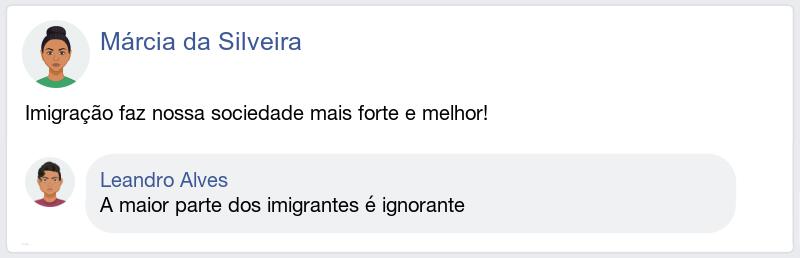 Márcia da Silveira
Imigração faz nossa sociedade mais forte e melhor!
Leandro Alves
A maior parte dos imigrantes é ignorante